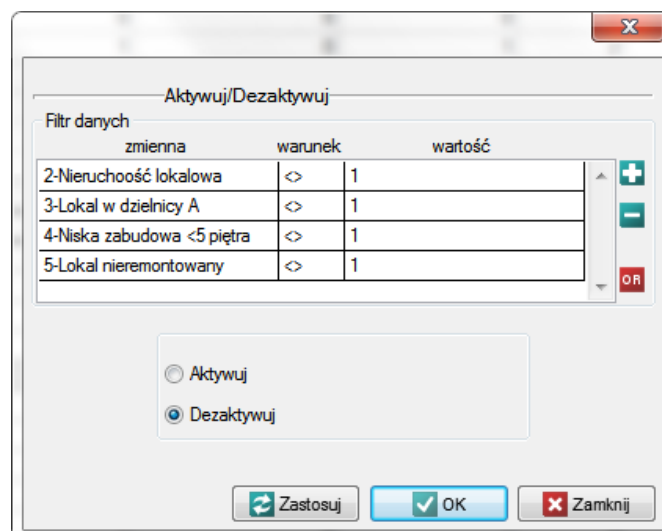 Aktywuj/Dezaktywuj
Filtr danych
zmienna warunek wartość
2-Nieruchoość lokalowa <> 1
3-Lokal w dzielnicy A <> 1
4-Niska zabudowa <5 piętra <> 1
5-Lokal nieremontowany <> 1
OR
Aktywuj
Dezaktywuj
Zastosuj OK Zamknij